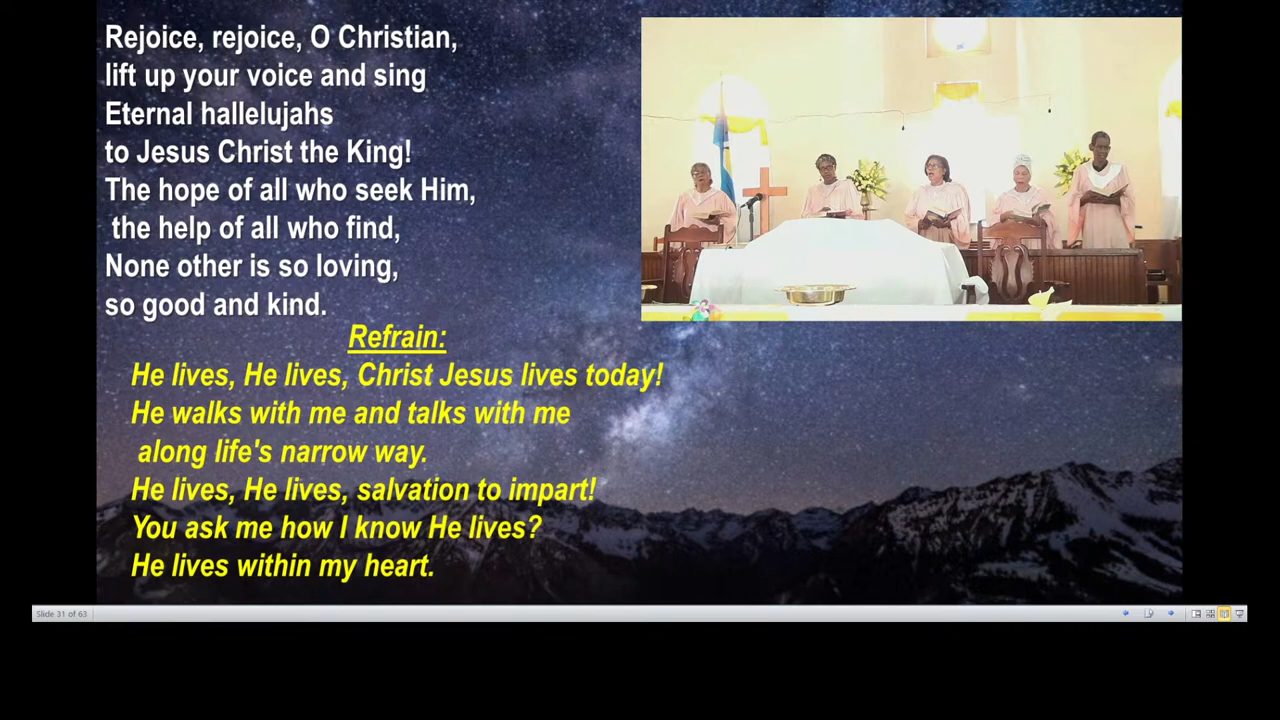 Rejoice, rejoice, O Christian,
lift up your voice and sing
Eternal hallelujahs
to Jesus Christ the King!
The hope of all who seek Him,
the help of all who find,
None other is so loving,
so good and kind.
Refrain:
He lives, He lives, Christ Jesus lives today!
He walks with me and talks with me
along life's narrow way.
He lives, He lives, salvation to impart!
You ask me how I know He lives?
He lives within my heart.
Slide 31 of 63